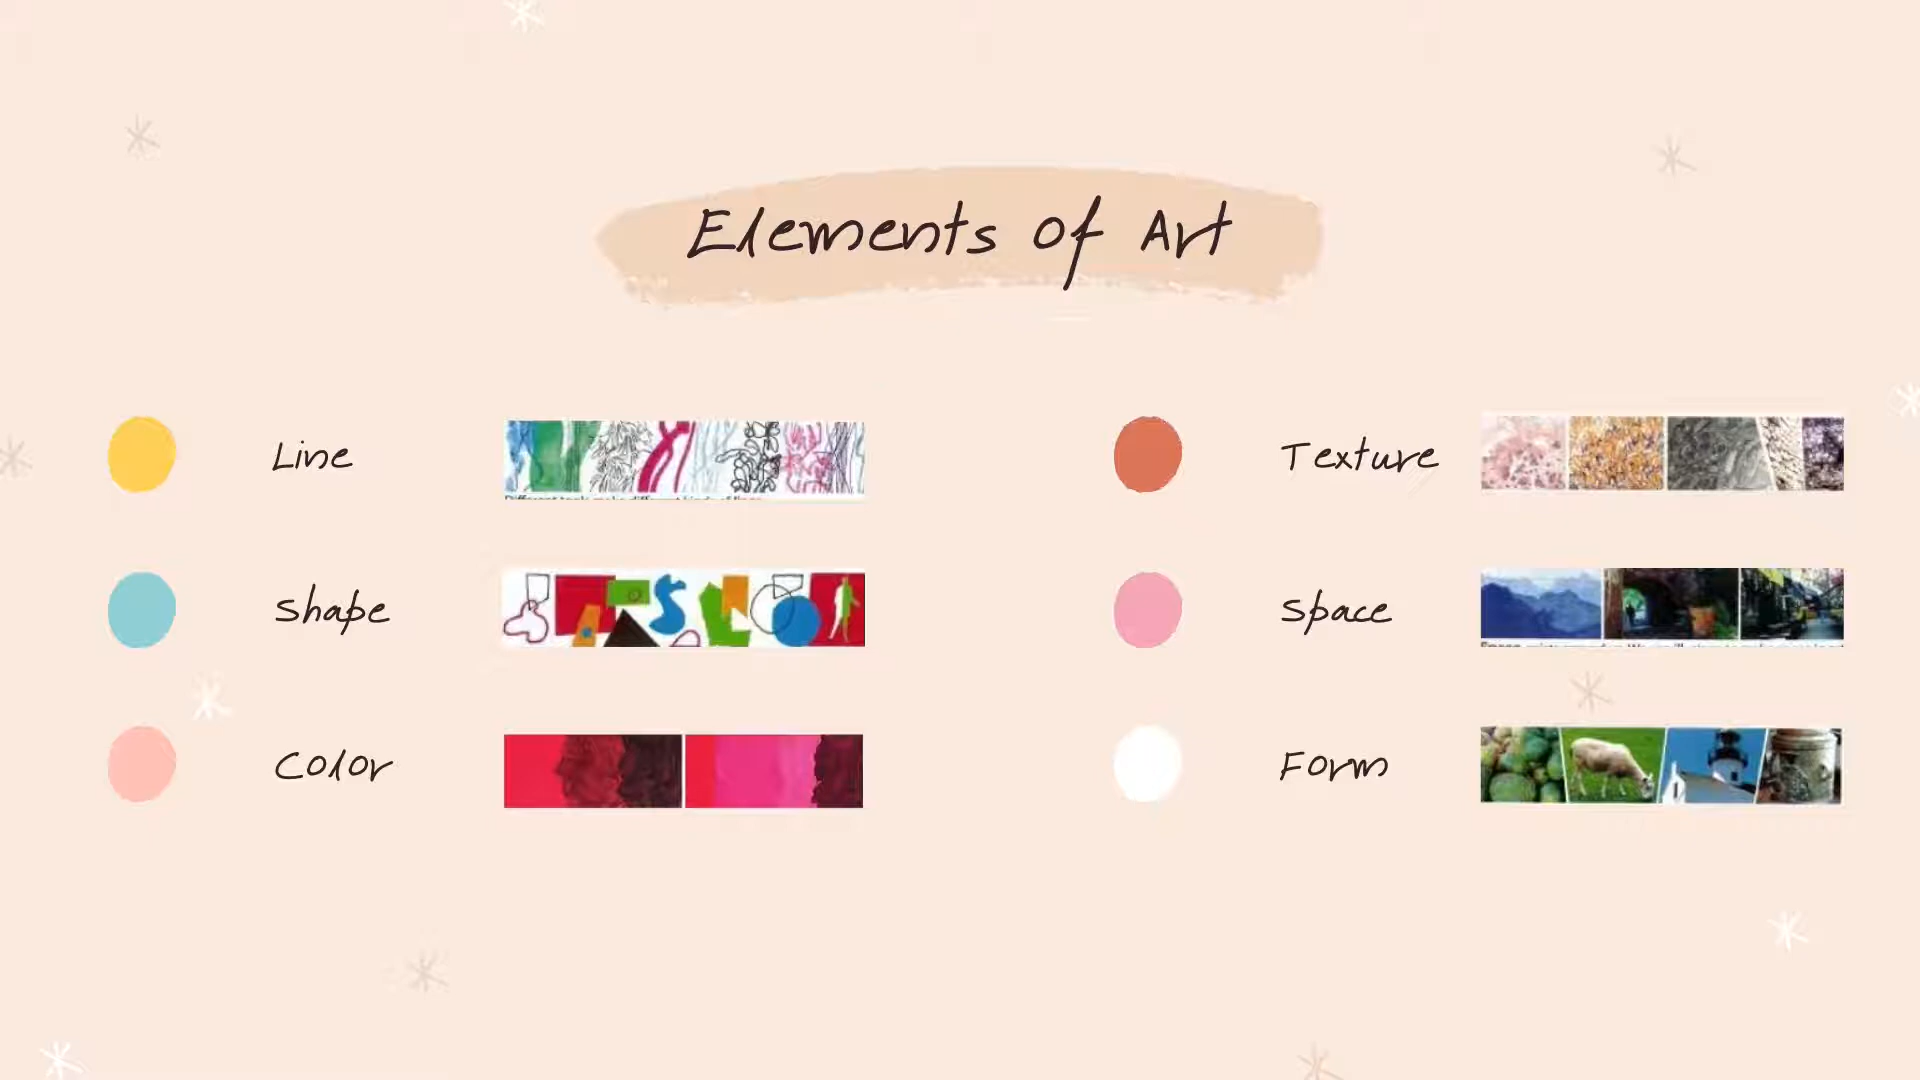 Elements of Art
Line
Shape
Color
Texture
Space
Form